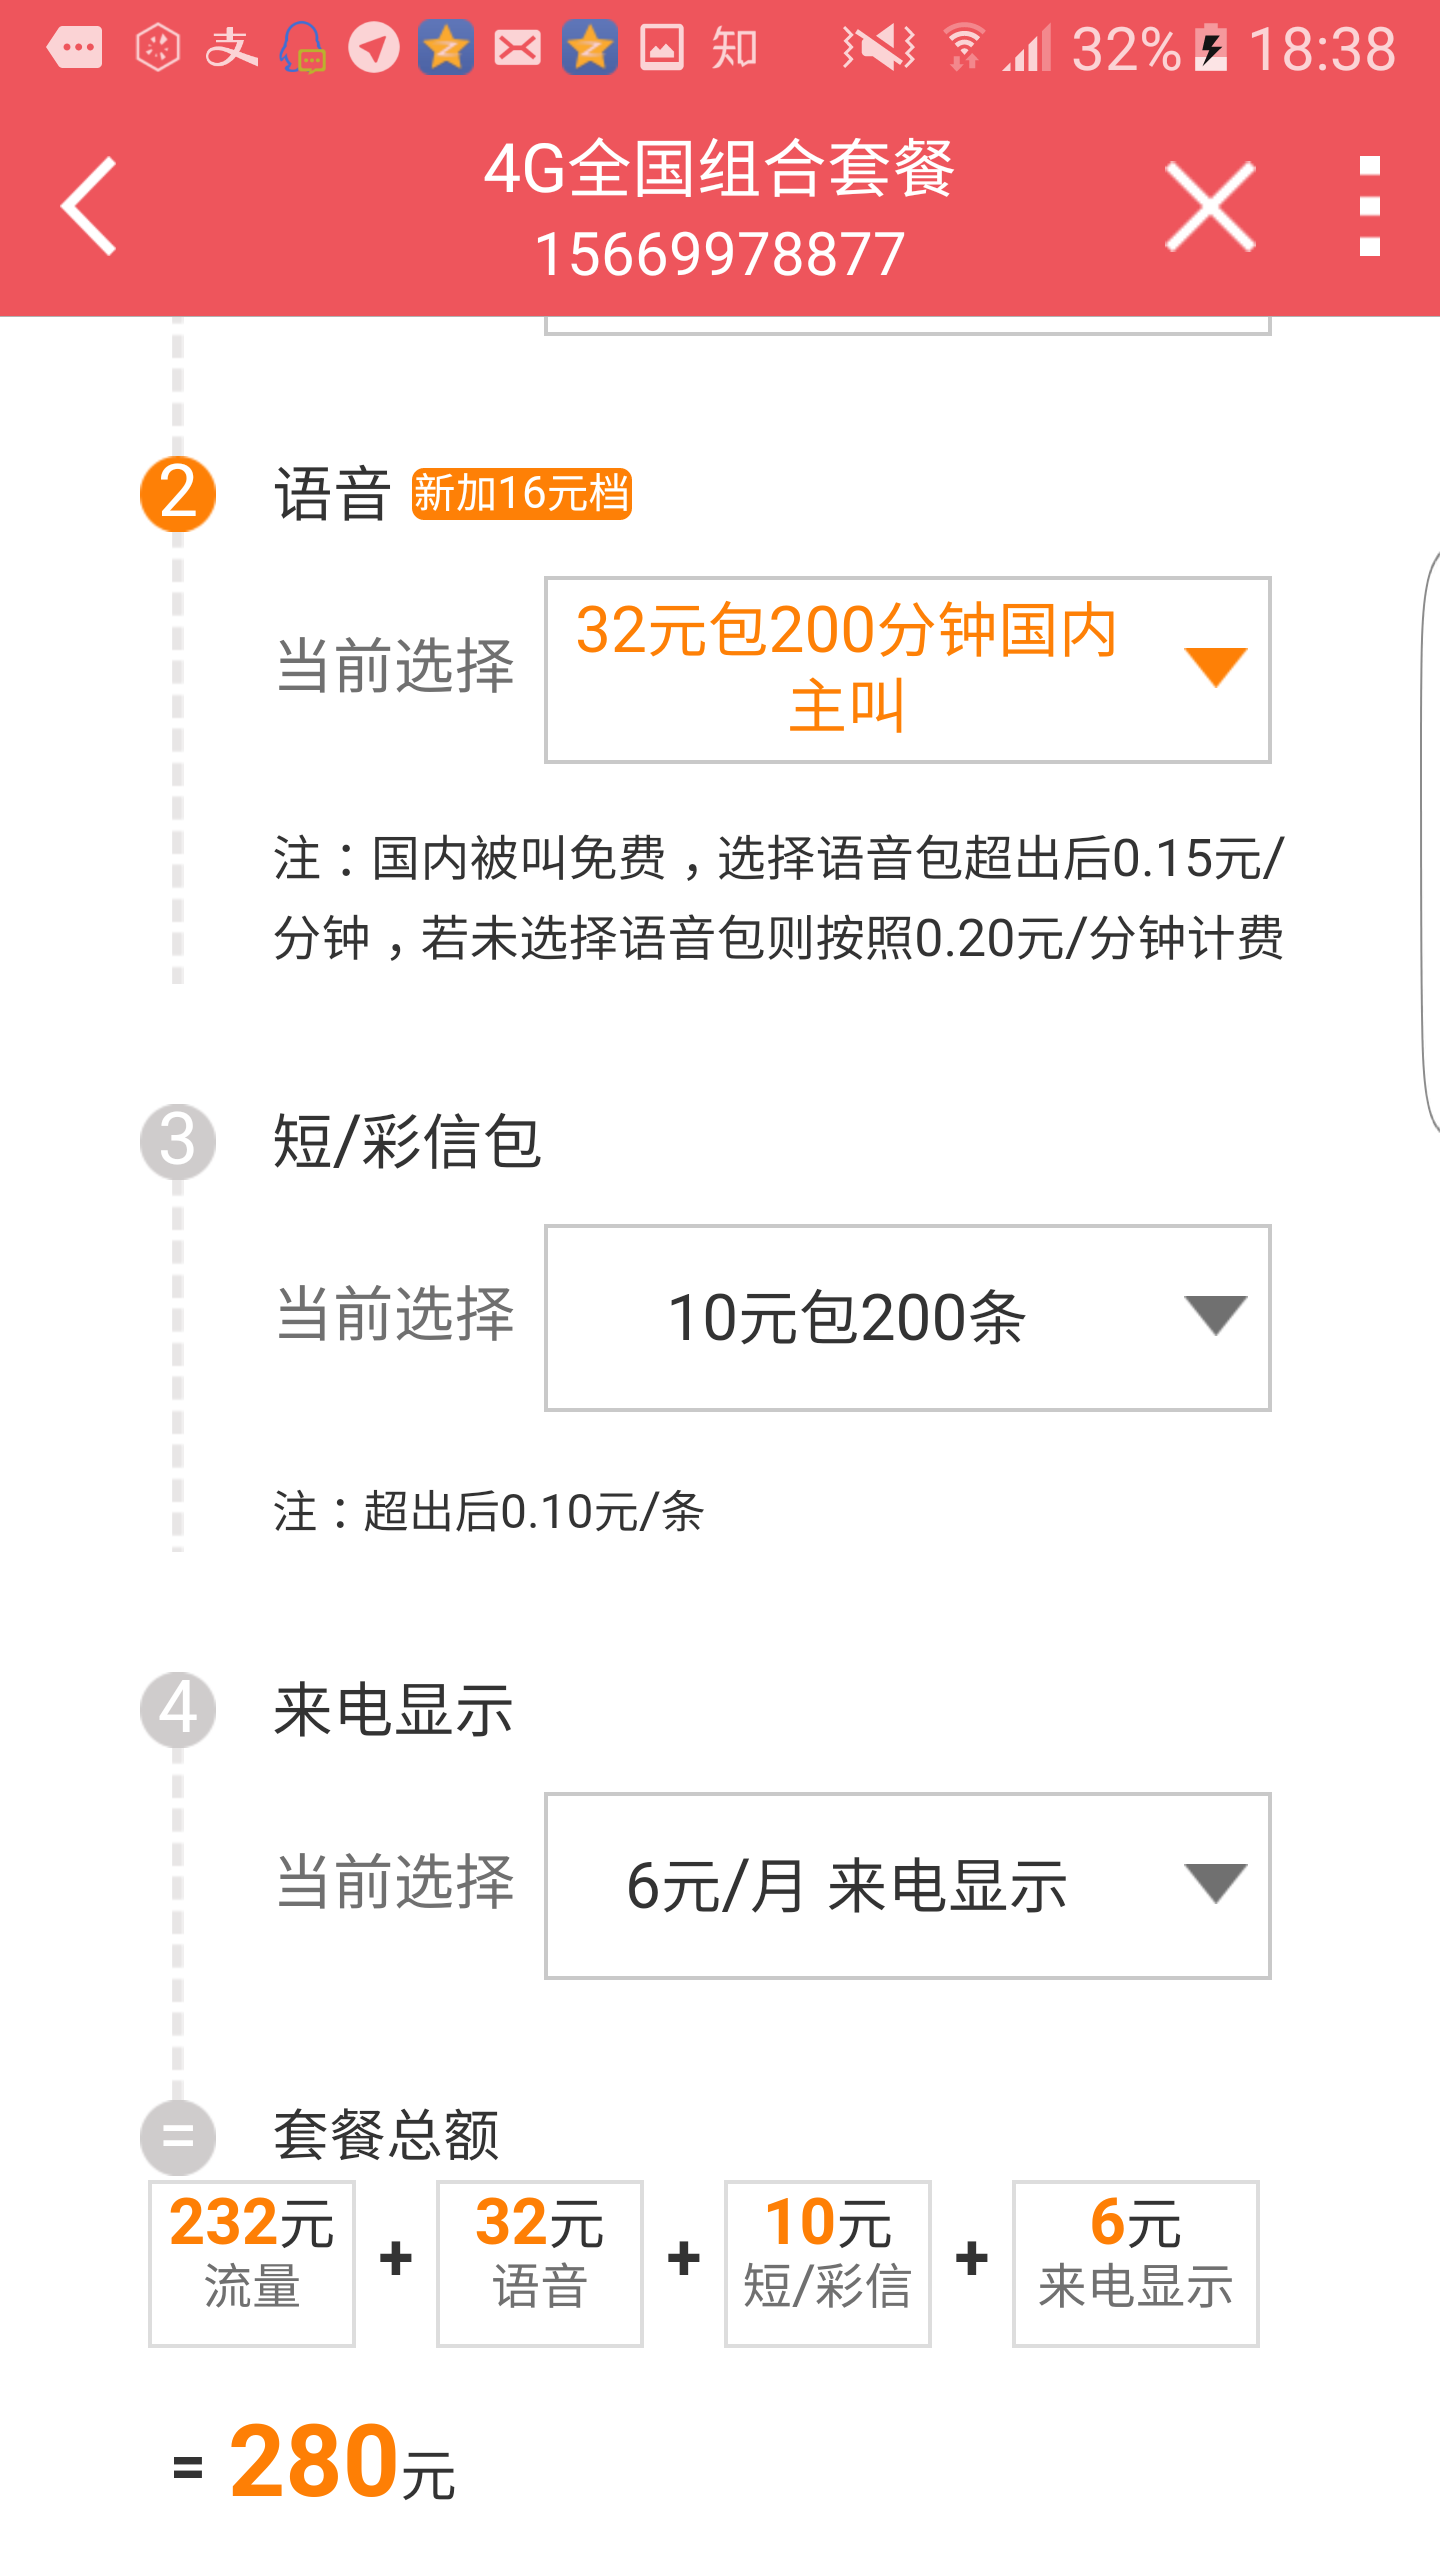 支 知 32% 18:38
4G全国组合套餐
15669978877
2 语音 新加16元档
当前选择 32元包200分钟国内
主叫
注：国内被叫免费，选择语音包超出后0.15元/
分钟，若未选择语音包则按照0.20元/分钟计费
3 短/彩信包
当前选择 10元包200条
注：超出后0.10元/条
4 来电显示
当前选择 6元/月 来电显示
= 套餐总额
232元 + 32元 + 10元 + 6元
流量 语音 短/彩信 来电显示
= 280元